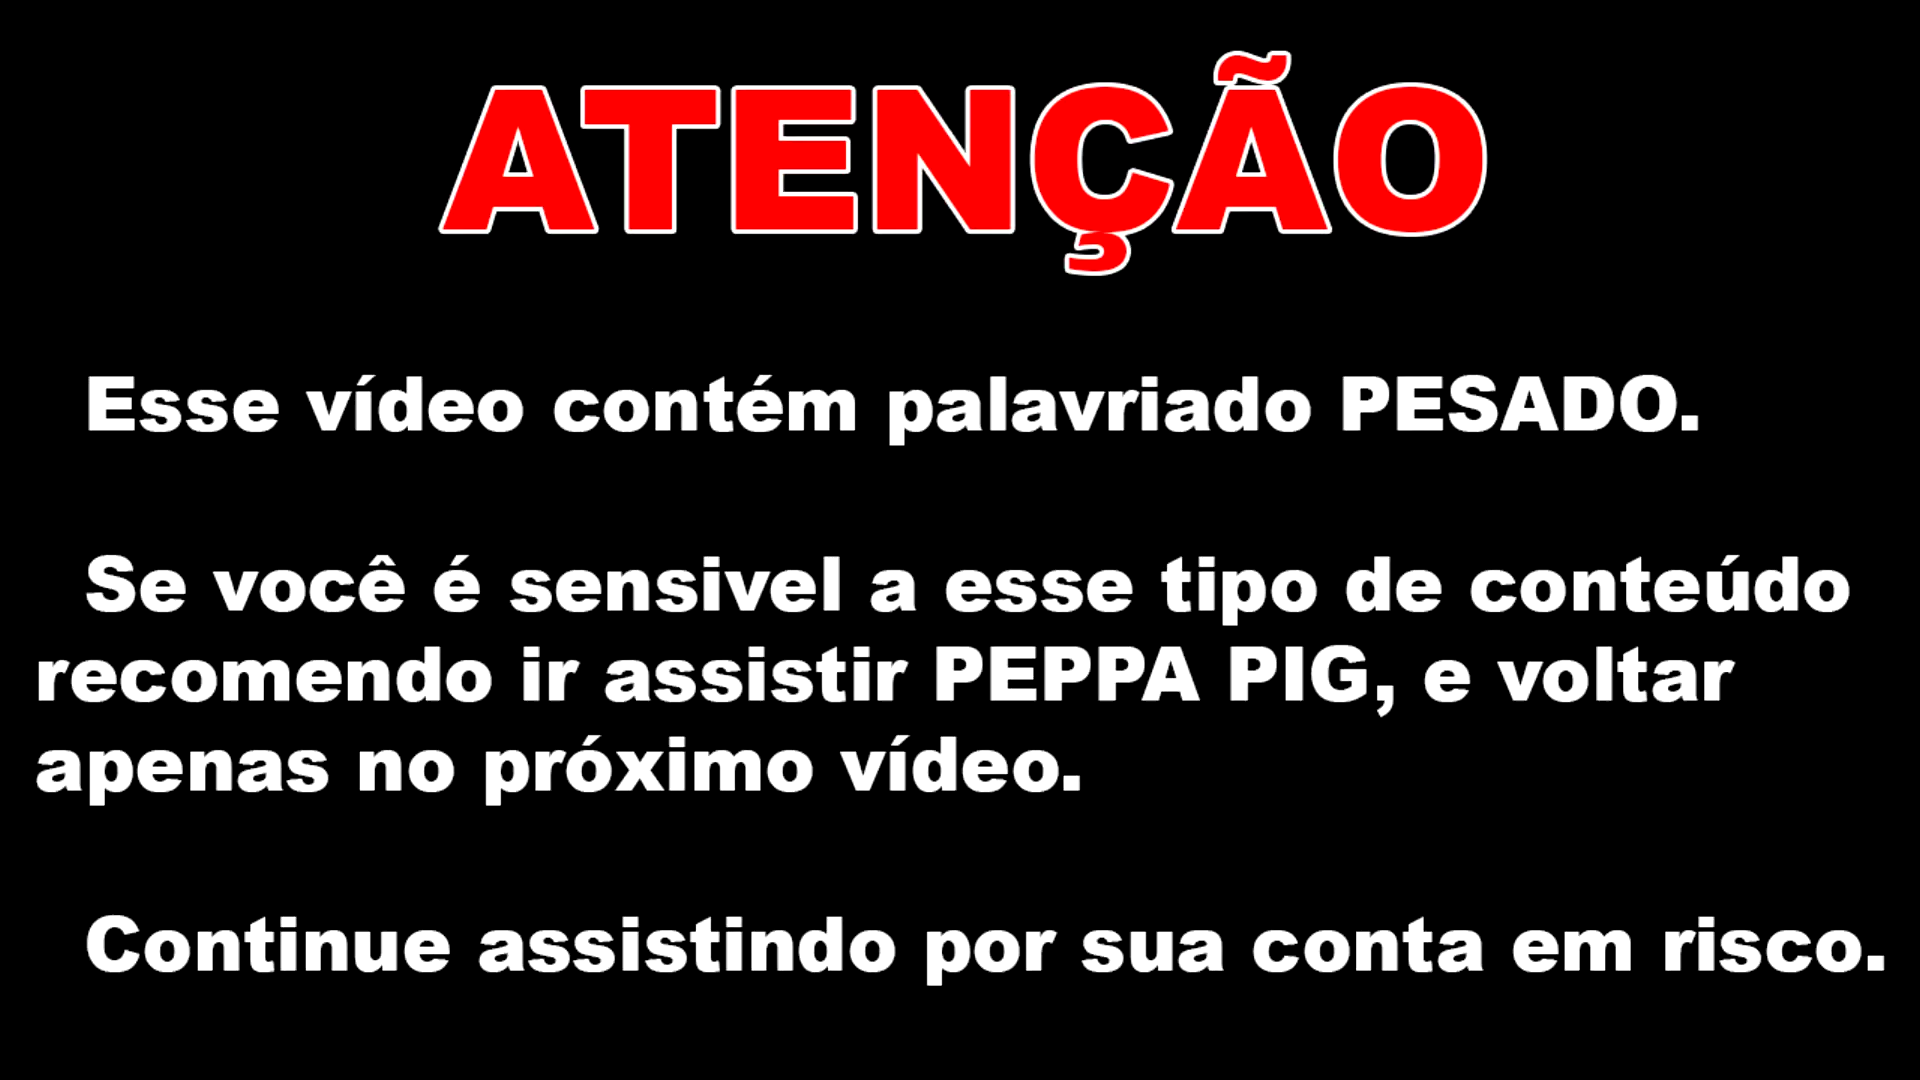 ATENÇÃO
Esse vídeo contém palavriado PESADO.
Se você é sensivel a esse tipo de conteúdo
recomendo ir assistir PEPPA PIG, e voltar
apenas no próximo vídeo.
Continue assistindo por sua conta em risco.